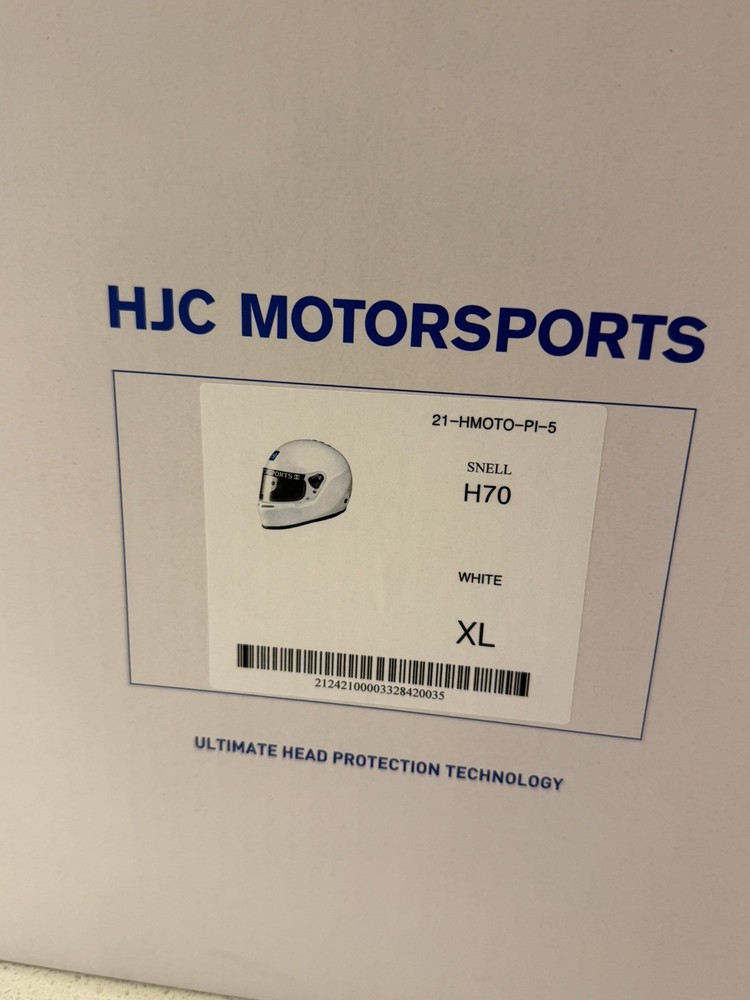 HJC MOTORSPORTS
21-HMOTO-PI-5
SNELL
H70
WHITE
XL
21242100003328420035
ULTIMATE HEAD PROTECTION TECHNOLOGY